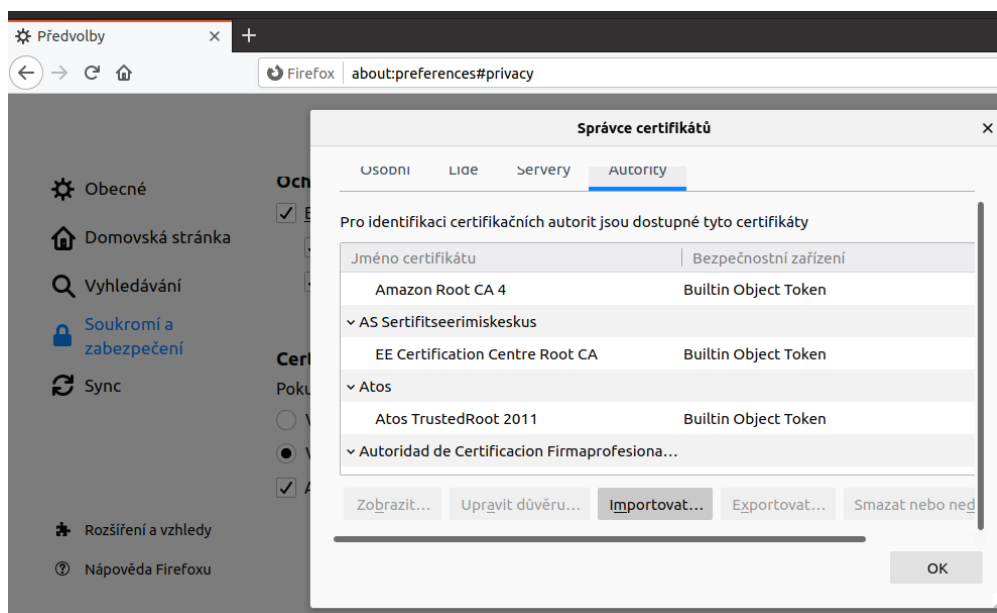 Předvolby
Firefox about:preferences#privacy
Správce certifikátů
Osobní Lidé Servery Autority
Obecné
Domovská stránka
Vyhledávání
Soukromí a
zabezpečení
Sync
Rozšíření a vzhledy
Nápověda Firefoxu
Och
Cert
Poku
Pro identifikaci certifikačních autorit jsou dostupné tyto certifikáty
Jméno certifikátu Bezpečnostní zařízení
Amazon Root CA 4 Builtin Object Token
AS Sertifitseerimiskeskus
EE Certification Centre Root CA Builtin Object Token
Atos
Atos TrustedRoot 2011 Builtin Object Token
Autoridad de Certificacion Firmaprofesiona...
Zobrazit... Upravit důvěru... Importovat... Exportovat... Smazat nebo ned
OK